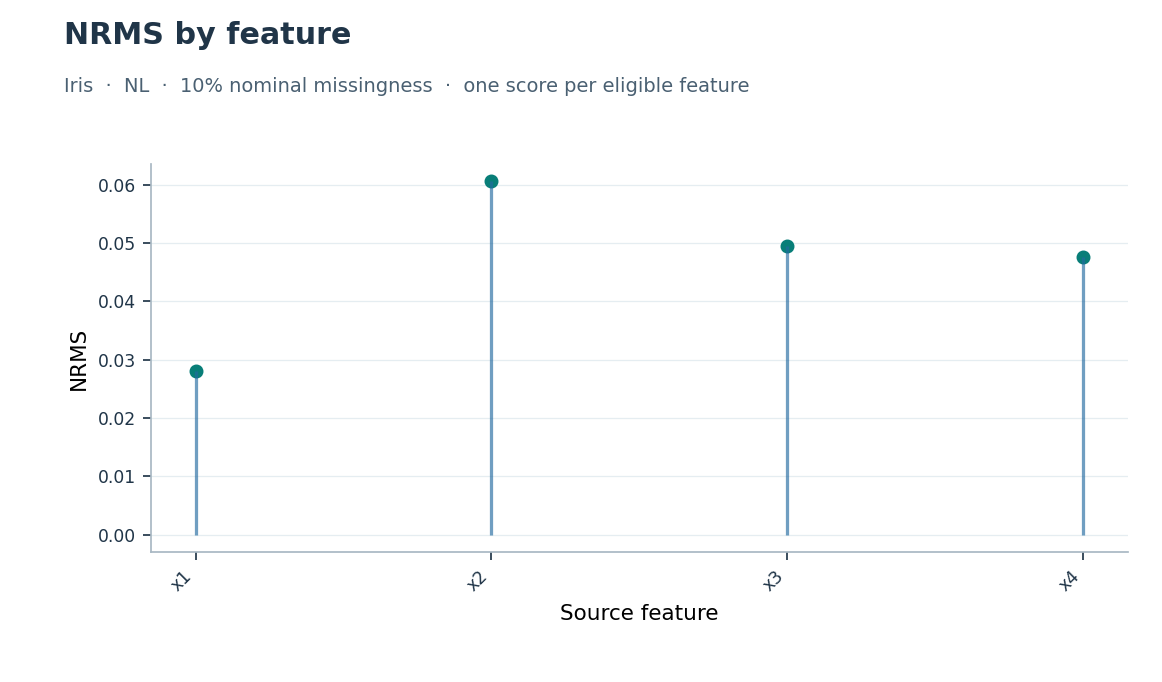 NRMS by feature
Iris · NL · 10% nominal missingness · one score per eligible feature
0.06
0.05
0.04
0.03
0.02
0.01
0.00
NRMS
x1 x2 x3 x4
Source feature